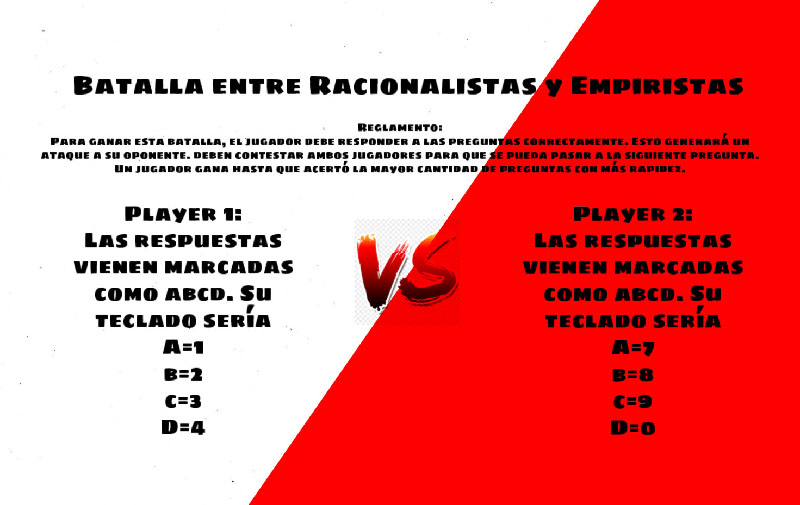 Batalla entre Racionalistas y Empiristas
Reglamento:
Para ganar esta batalla, el jugador debe responder a las preguntas correctamente. Esto generará un
ataque a su oponente. deben contestar ambos jugadores para que se pueda pasar a la siguiente pregunta.
Un jugador gana hasta que acertó la mayor cantidad de preguntas con más rapidez.
Player 1:
Las respuestas
vienen marcadas
como abcd. Su
teclado sería
A=1
b=2
c=3
D=4
VS
Player 2:
Las respuestas
vienen marcadas
como abcd. Su
teclado sería
A=7
b=8
c=9
D=0